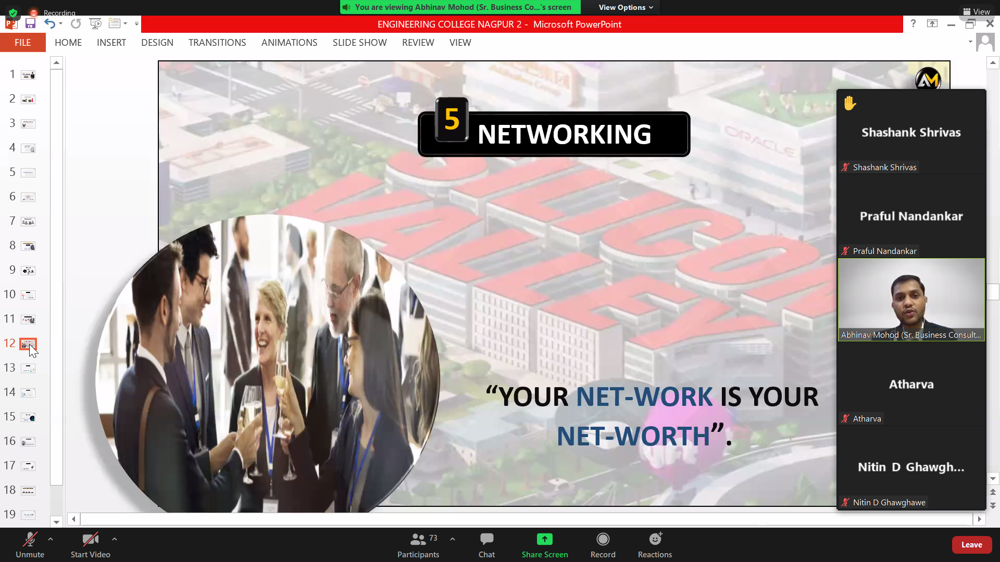 Recording
You are viewing Abhinav Mohod (Sr. Business Co...'s screen
View Options
View
ENGINEERING COLLEGE NAGPUR 2 - Microsoft PowerPoint
?
FILE
HOME
INSERT
DESIGN
TRANSITIONS
ANIMATIONS
SLIDE SHOW
REVIEW
VIEW
1
2
3
4
5
6
7
8
9
10
11
12
13
14
15
16
17
18
19
AM
5
NETWORKING
ORACLE
SILICON
VALLEY
“YOUR NET-WORK IS YOUR
NET-WORTH”.
Shashank Shrivas
Shashank Shrivas
Praful Nandankar
Praful Nandankar
Abhinav Mohod (Sr. Business Consult...
Atharva
Atharva
Nitin D Ghawgh...
Nitin D Ghawghawe
Unmute
Start Video
Participants
73
Chat
Share Screen
Record
Reactions
Leave